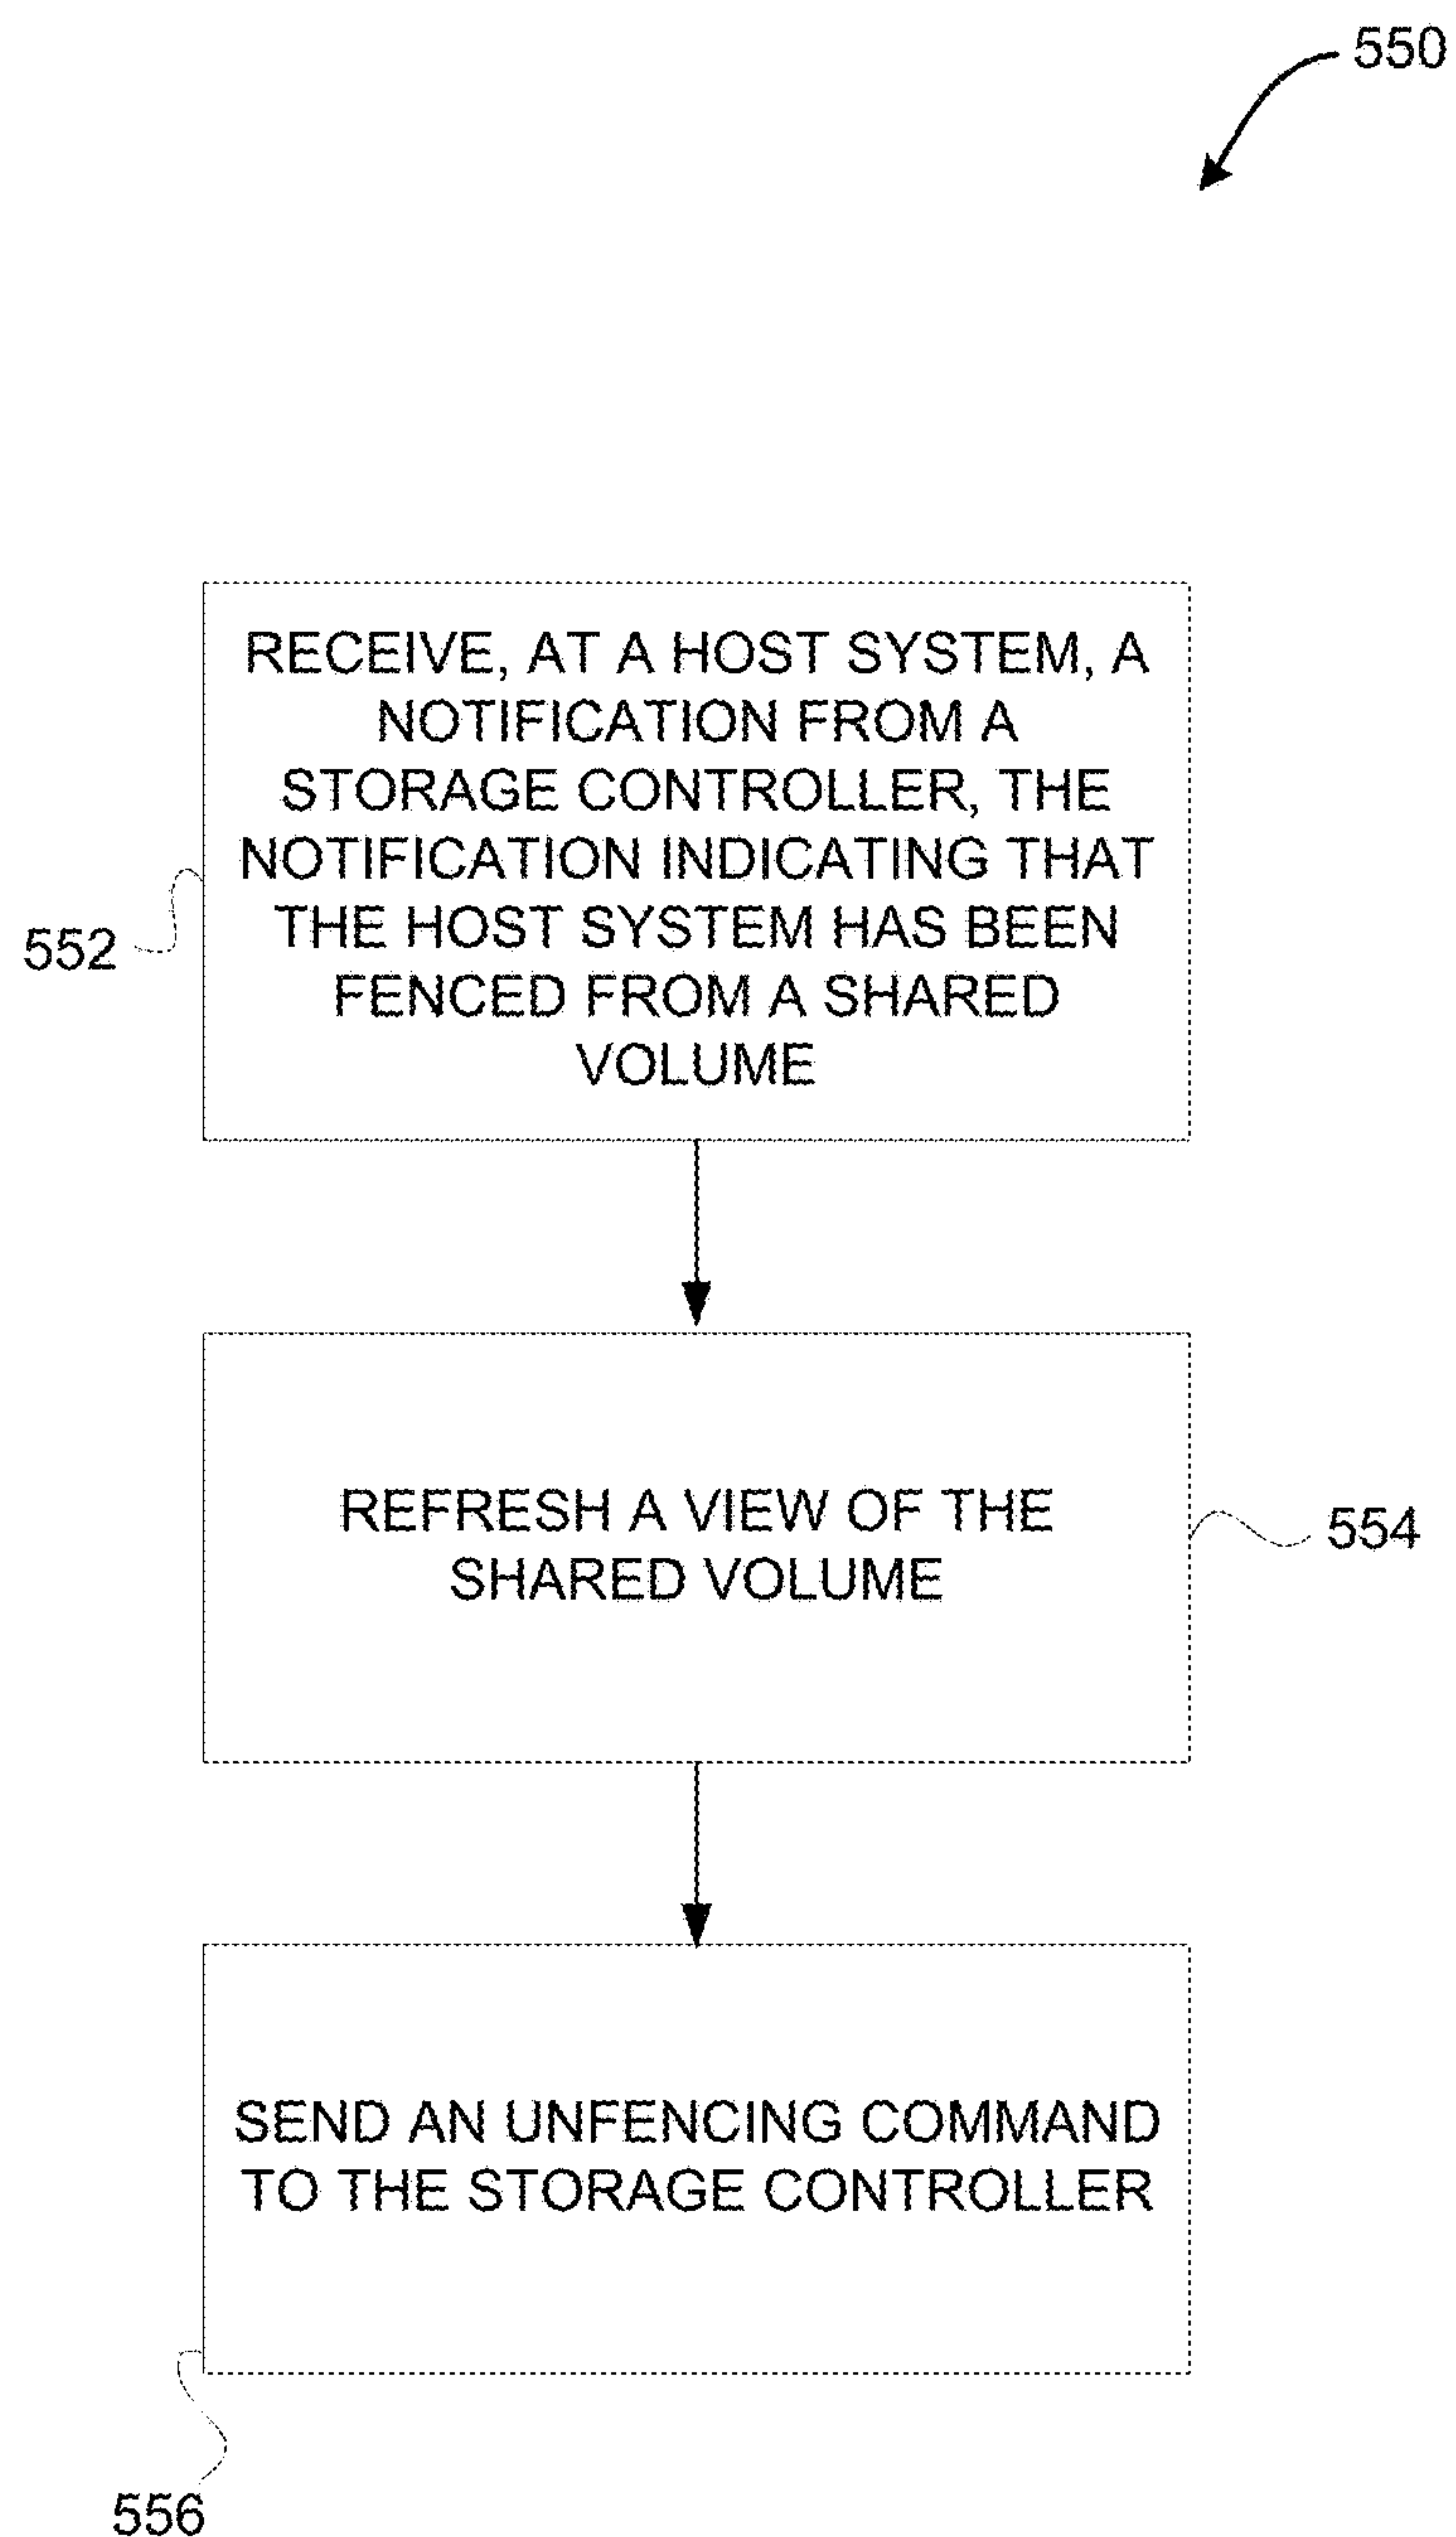 550
RECEIVE, AT A HOST SYSTEM, A
NOTIFICATION FROM A
STORAGE CONTROLLER, THE
NOTIFICATION INDICATING THAT
THE HOST SYSTEM HAS BEEN
FENCED FROM A SHARED
VOLUME
552
REFRESH A VIEW OF THE
SHARED VOLUME
554
SEND AN UNFENCING COMMAND
TO THE STORAGE CONTROLLER
556